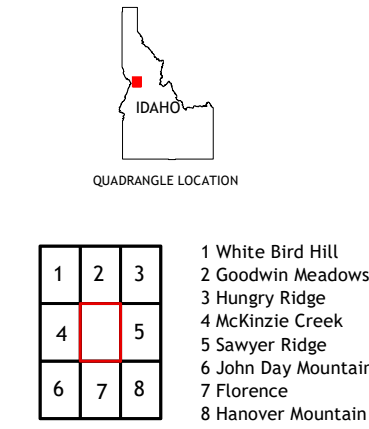 IDAHO
QUADRANGLE LOCATION
1 2 3
4 5
6 7 8
1 White Bird Hill
2 Goodwin Meadows
3 Hungry Ridge
4 McKinzie Creek
5 Sawyer Ridge
6 John Day Mountain
7 Florence
8 Hanover Mountain